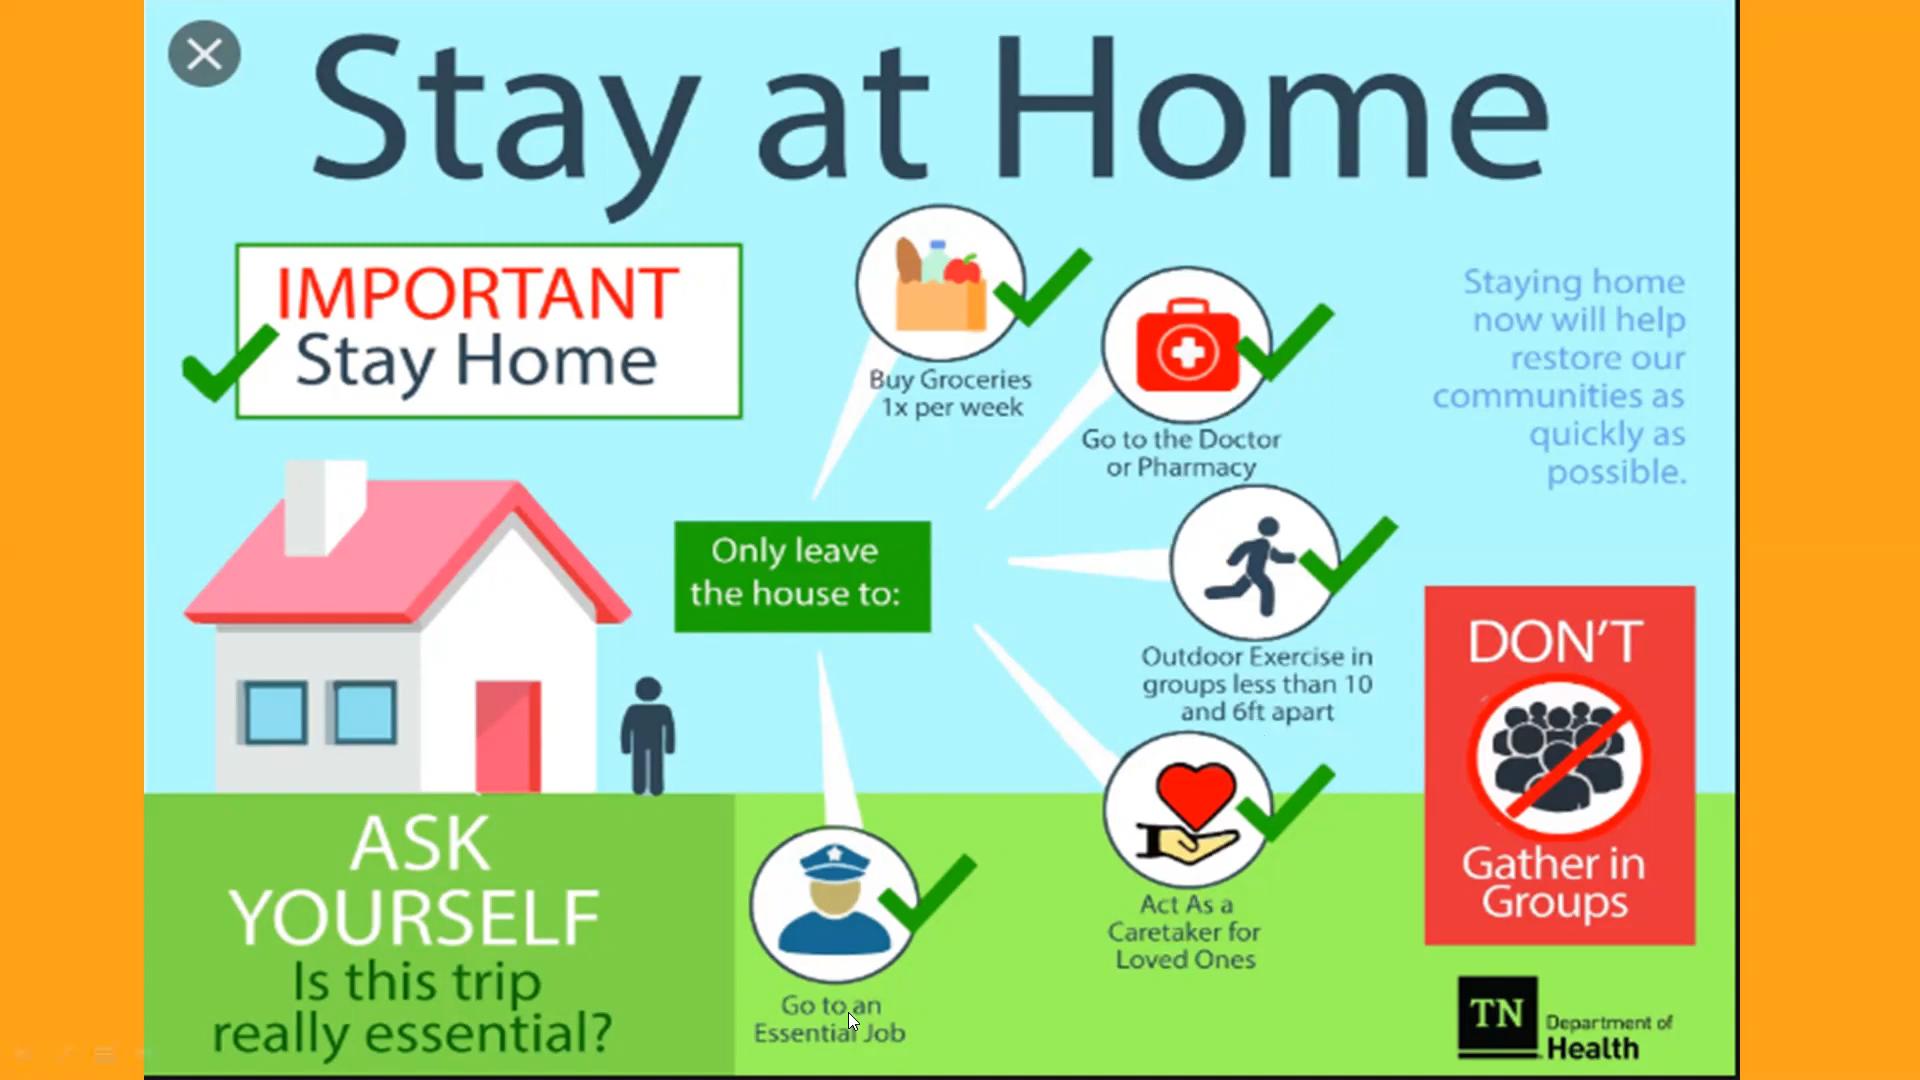 Stay at Home
IMPORTANT
Stay Home
Buy Groceries
1x per week
Go to the Doctor
or Pharmacy
Staying home
now will help
restore our
communities as
quickly as
possible.
Only leave
the house to:
Outdoor Exercise in
groups less than 10
and 6ft apart
DON'T
Gather in
Groups
Act As a
Caretaker for
Loved Ones
Go to an
Essential Job
ASK
YOURSELF
Is this trip
really essential?
TN
Department of
Health